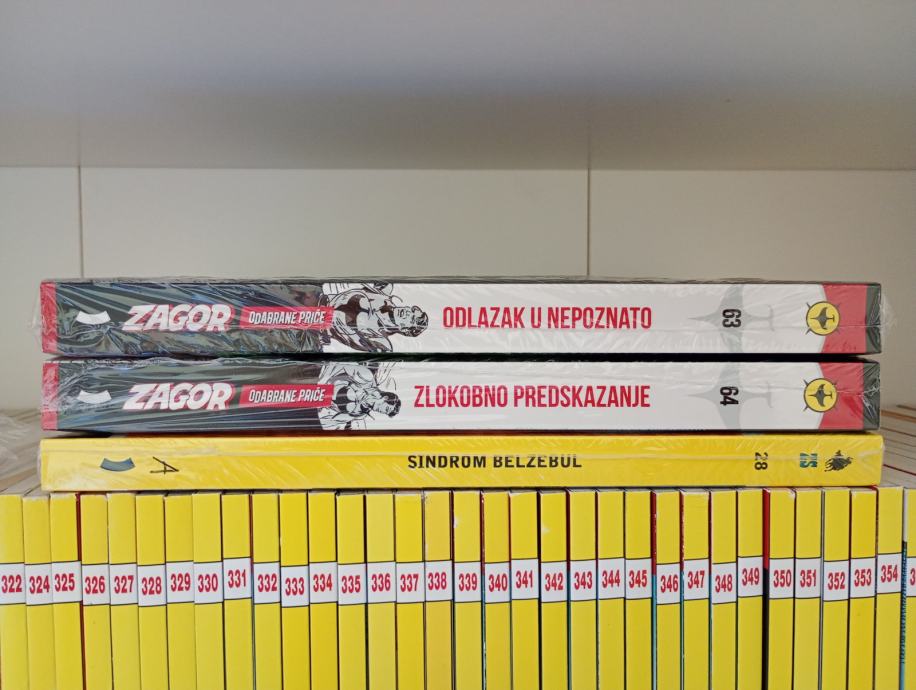 ZAGOR ODABRANE PRIČE ODLAZAK U NEPOZNATO 63
ZAGOR ODABRANE PRIČE ZLOKOBNO PREDSKAZANJE 64
SINDROM BELZEBUL 28
322 324 325 326 327 328 329 330 331 332 333 334 335 336 337 338 339 340 341 342 343 344 345 346 347 348 349 350 351 352 353 354